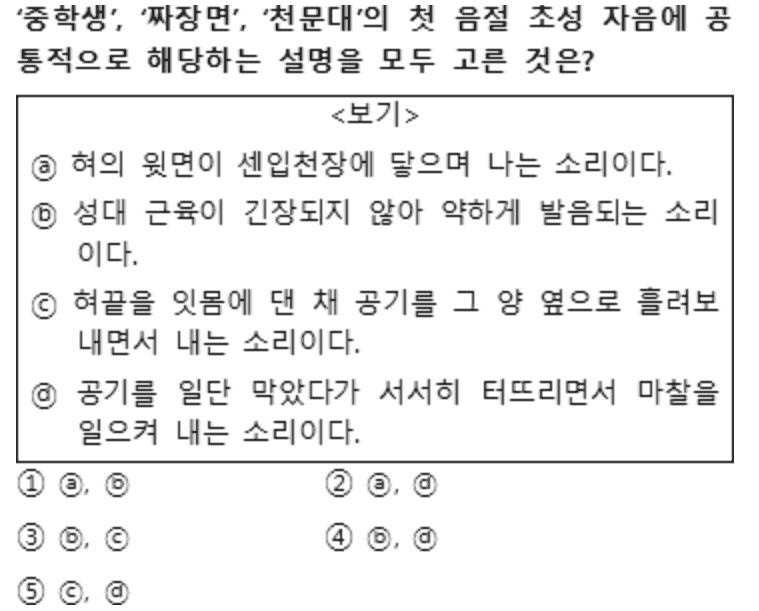 ‘중학생’, ‘짜장면’, ‘천문대’의 첫 음절 초성 자음에 공
통적으로 해당하는 설명을 모두 고른 것은?
<보기>
ⓐ 혀의 윗면이 센입천장에 닿으며 나는 소리이다.
ⓑ 성대 근육이 긴장되지 않아 약하게 발음되는 소리
이다.
ⓒ 혀끝을 잇몸에 댄 채 공기를 그 양 옆으로 흘려보
내면서 내는 소리이다.
ⓓ 공기를 일단 막았다가 서서히 터뜨리면서 마찰을
일으켜 내는 소리이다.
① ⓐ, ⓑ ② ⓐ, ⓓ
③ ⓑ, ⓒ ④ ⓑ, ⓓ
⑤ ⓒ, ⓓ